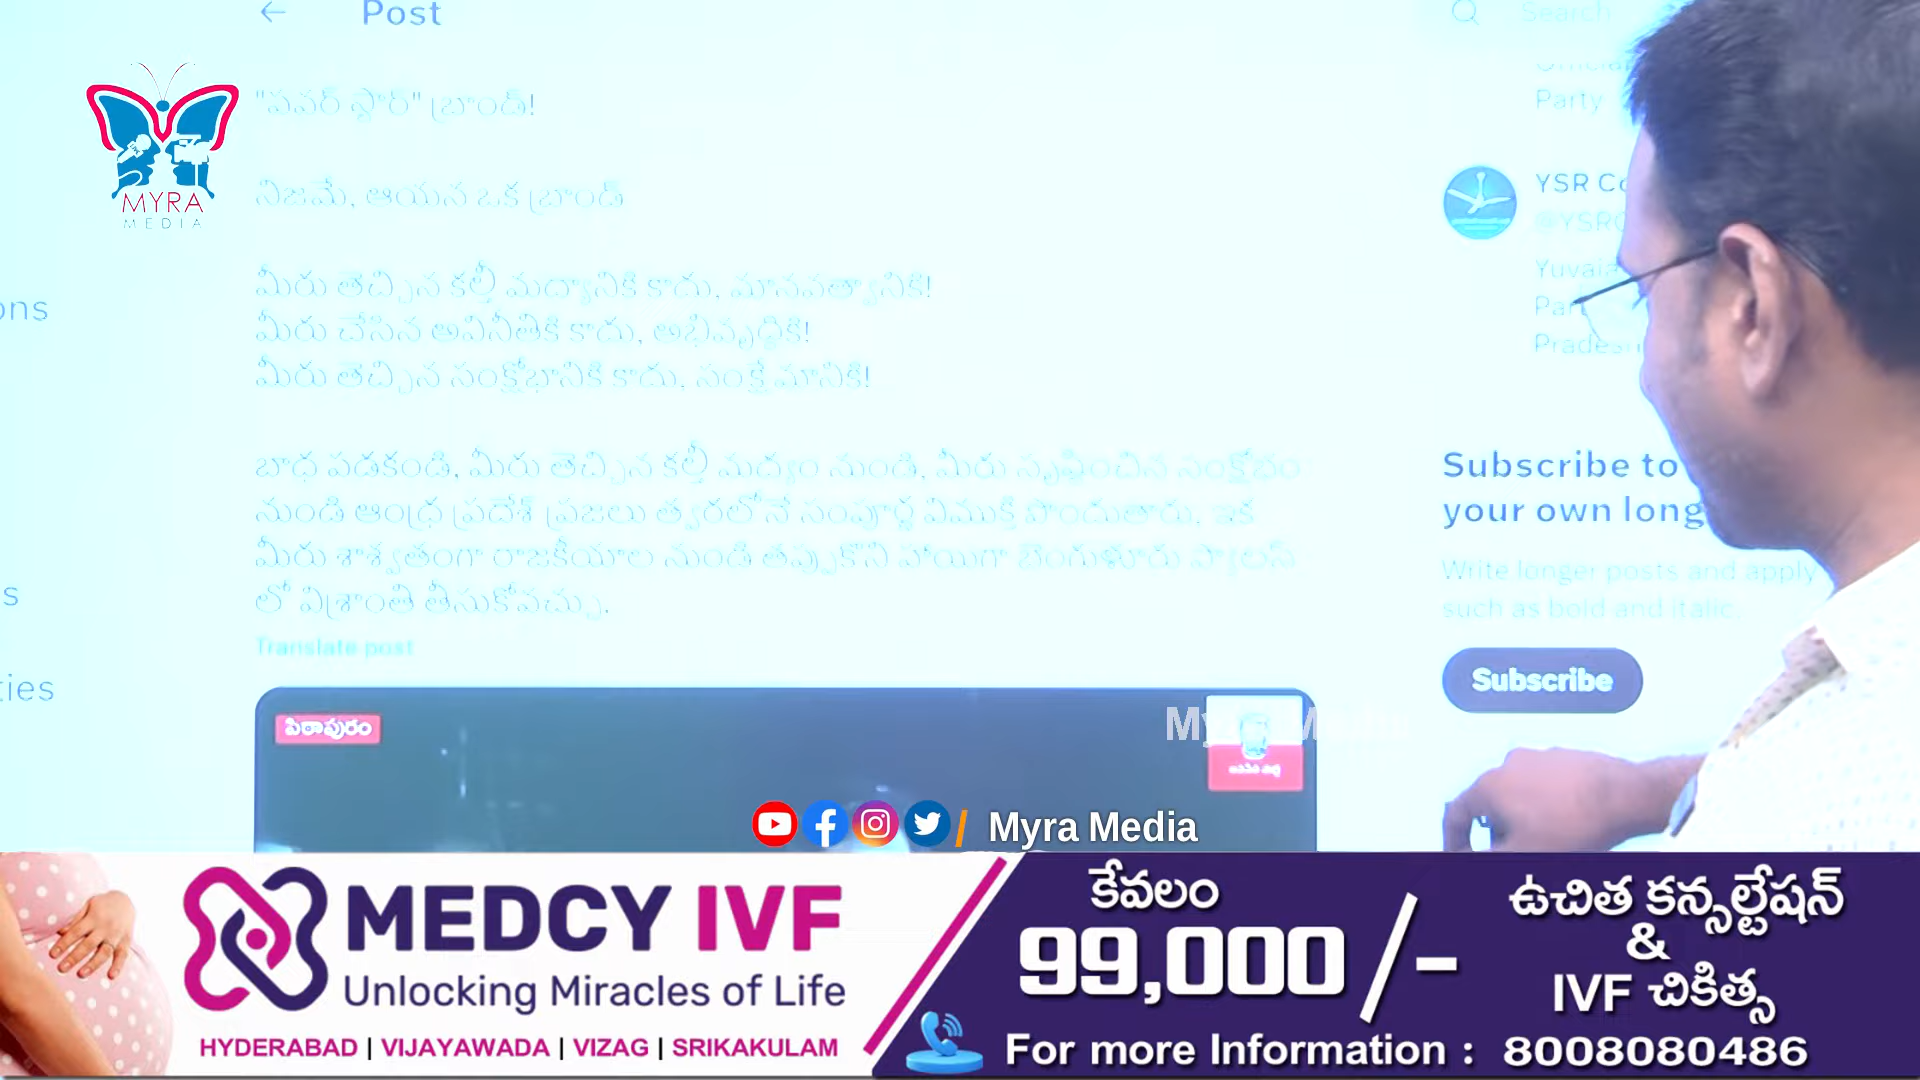 Post
Search
"పవర్ స్టార్" బ్రాండ్!
Party
MYRA
MEDIA
నిజమే, ఆయన ఒక బ్రాండ్
YSR
మీరు తెచ్చిన కల్తీ మద్యానికి కాదు, మానవత్వానికి!
మీరు చేసిన అవినీతికి కాదు, అభివృద్ధికి!
మీరు తెచ్చిన సంక్షోభానికి కాదు, సంక్షేమానికి!
బాధ పడకండి, మీరు తెచ్చిన కల్తీ మద్యం నుండి, మీరు సృష్టించిన సంక్షోభం
నుండి ఆంధ్ర ప్రదేశ్ ప్రజలు త్వరలోనే సంపూర్ణ విముక్తి పొందుతారు, ఇక
మీరు శాశ్వతంగా రాజకీయాల నుండి తప్పుకొని హాయిగా బెంగుళూరు ప్యాలస్
లో విశ్రాంతి తీసుకోవచ్చు.
Translate post
Subscribe to
your own long
Write longer posts and apply
such as bold and italic.
Subscribe
పిఠాపురం
Myra Media
MEDCY IVF
Unlocking Miracles of Life
HYDERABAD | VIJAYAWADA | VIZAG | SRIKAKULAM
కేవలం
99,000/-
ఉచిత కన్సల్టేషన్
&
IVF చికిత్స
For more Information : 8008080486